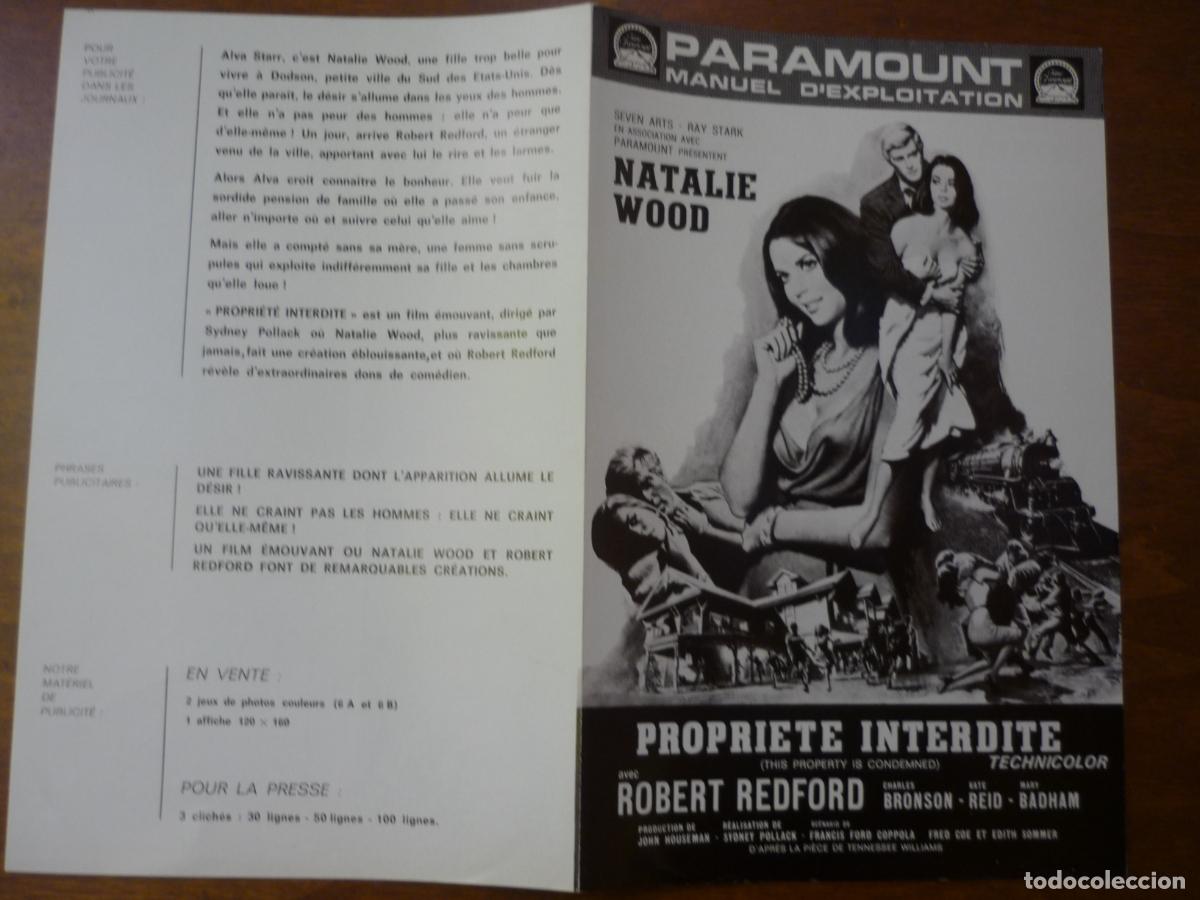 POUR
VOTRE
PUBLICITÉ
DANS LES
JOURNAUX :
Alva Starr, c'est Natalie Wood, une fille trop belle pour
vivre à Dodson, petite ville du Sud des Etats-Unis. Dès
qu'elle paraît, le désir s'allume dans les yeux des hommes.
Et elle n'a pas peur des hommes : elle n'a peur que
d'elle-même ! Un jour, arrive Robert Redford, un étranger
venu de la ville, apportant avec lui le rire et les larmes.
Alors Alva croit connaître le bonheur. Elle veut fuir la
sordide pension de famille où elle a passé son enfance,
aller n'importe où et suivre celui qu'elle aime !
Mais elle a compté sans sa mère, une femme sans scru-
pules qui exploite indifféremment sa fille et les chambres
qu'elle loue !
« PROPRIÉTÉ INTERDITE » est un film émouvant, dirigé par
Sydney Pollack où Natalie Wood, plus ravissante que
jamais, fait une création éblouissante, et où Robert Redford
révèle d'extraordinaires dons de comédien.
PHRASES
PUBLICITAIRES :
UNE FILLE RAVISSANTE DONT L'APPARITION ALLUME LE
DÉSIR !
ELLE NE CRAINT PAS LES HOMMES : ELLE NE CRAINT
QU'ELLE-MÊME !
UN FILM ÉMOUVANT OU NATALIE WOOD ET ROBERT
REDFORD FONT DE REMARQUABLES CRÉATIONS.
NOTRE
MATÉRIEL
DE
PUBLICITÉ :
EN VENTE :
2 jeux de photos couleurs (6 A et 6 B)
1 affiche 120 × 160
POUR LA PRESSE :
3 clichés : 30 lignes - 50 lignes - 100 lignes.
PARAMOUNT
MANUEL D'EXPLOITATION
SEVEN ARTS - RAY STARK
EN ASSOCIATION AVEC
PARAMOUNT PRÉSENTENT
NATALIE
WOOD
PROPRIETE INTERDITE
(THIS PROPERTY IS CONDEMNED) TECHNICOLOR
avec
ROBERT REDFORD CHARLES BRONSON - KATE REID - MARY BADHAM
PRODUCTION DE JOHN HOUSEMAN - RÉALISATION DE SYDNEY POLLACK - SCÉNARIO DE FRANCIS FORD COPPOLA FRED COE ET EDITH SOMMER
D'APRÈS LA PIÈCE DE TENNESSEE WILLIAMS
todocoleccion